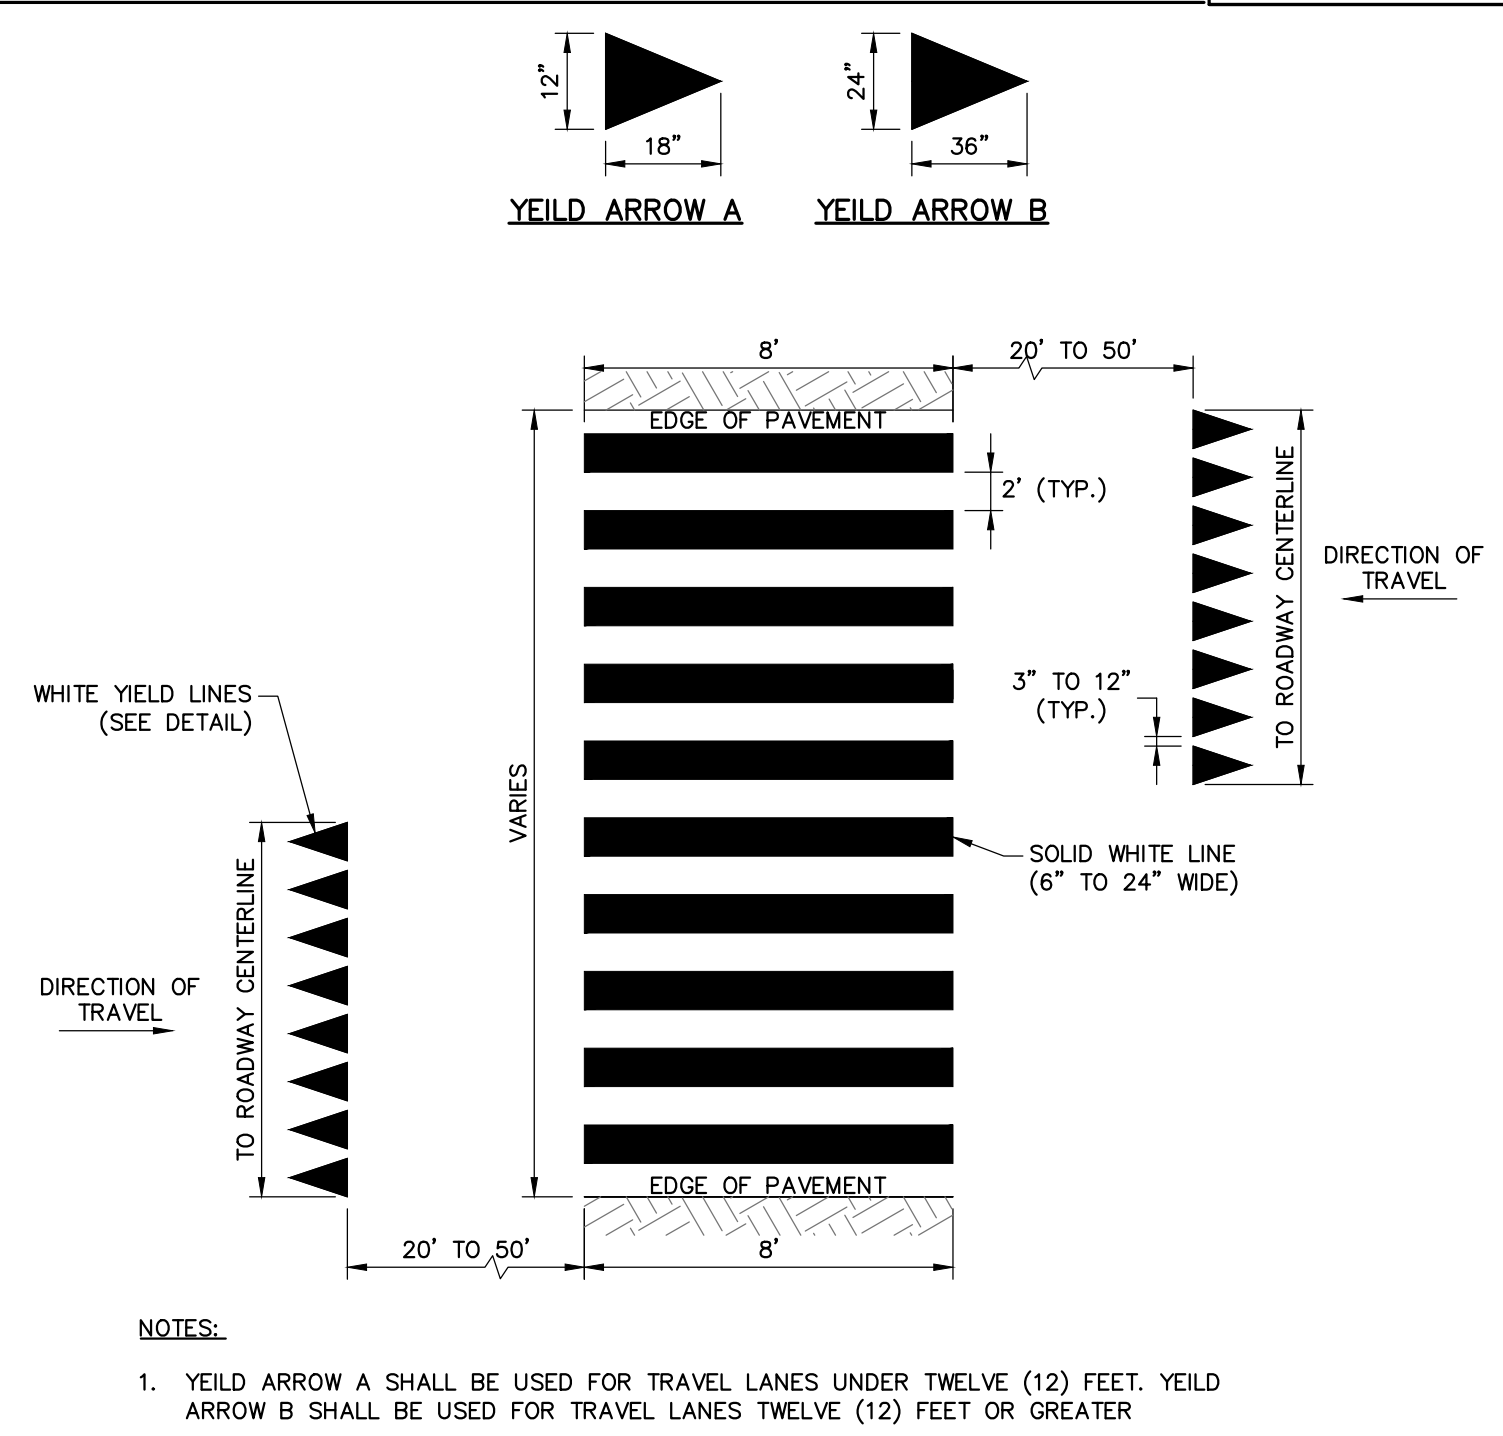 12”
18”
24”
36”
YEILD ARROW A
YEILD ARROW B
8'
20' TO 50'
EDGE OF PAVEMENT
2' (TYP.)
TO ROADWAY CENTERLINE
DIRECTION OF
TRAVEL
3” TO 12”
(TYP.)
WHITE YIELD LINES
(SEE DETAIL)
VARIES
SOLID WHITE LINE
(6” TO 24” WIDE)
TO ROADWAY CENTERLINE
DIRECTION OF
TRAVEL
EDGE OF PAVEMENT
20' TO 50'
8'
NOTES:
1. YEILD ARROW A SHALL BE USED FOR TRAVEL LANES UNDER TWELVE (12) FEET. YEILD
ARROW B SHALL BE USED FOR TRAVEL LANES TWELVE (12) FEET OR GREATER